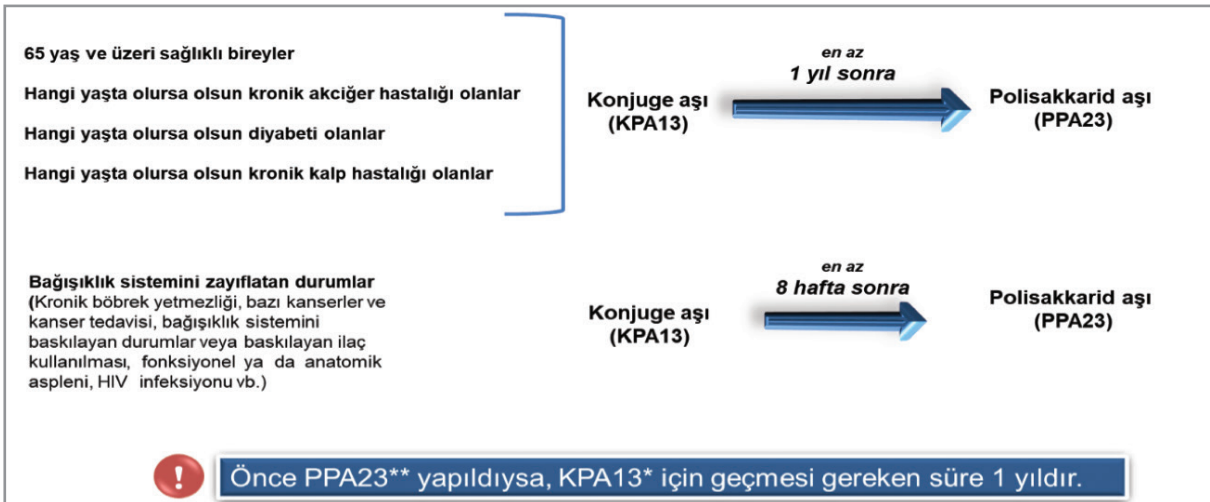 65 yaş ve üzeri sağlıklı bireyler
Hangi yaşta olursa olsun kronik akciğer hastalığı olanlar
Hangi yaşta olursa olsun diyabeti olanlar
Hangi yaşta olursa olsun kronik kalp hastalığı olanlar
Konjuge aşı
(KPA13)
en az
1 yıl sonra
Polisakkarid aşı
(PPA23)
Bağışıklık sistemini zayıflatan durumlar
(Kronik böbrek yetmezliği, bazı kanserler ve
kanser tedavisi, bağışıklık sistemini
baskılayan durumlar veya baskılayan ilaç
kullanılması, fonksiyonel ya da anatomik
aspleni, HIV infeksiyonu vb.)
Konjuge aşı
(KPA13)
en az
8 hafta sonra
Polisakkarid aşı
(PPA23)
! Önce PPA23** yapıldıysa, KPA13* için geçmesi gereken süre 1 yıldır.